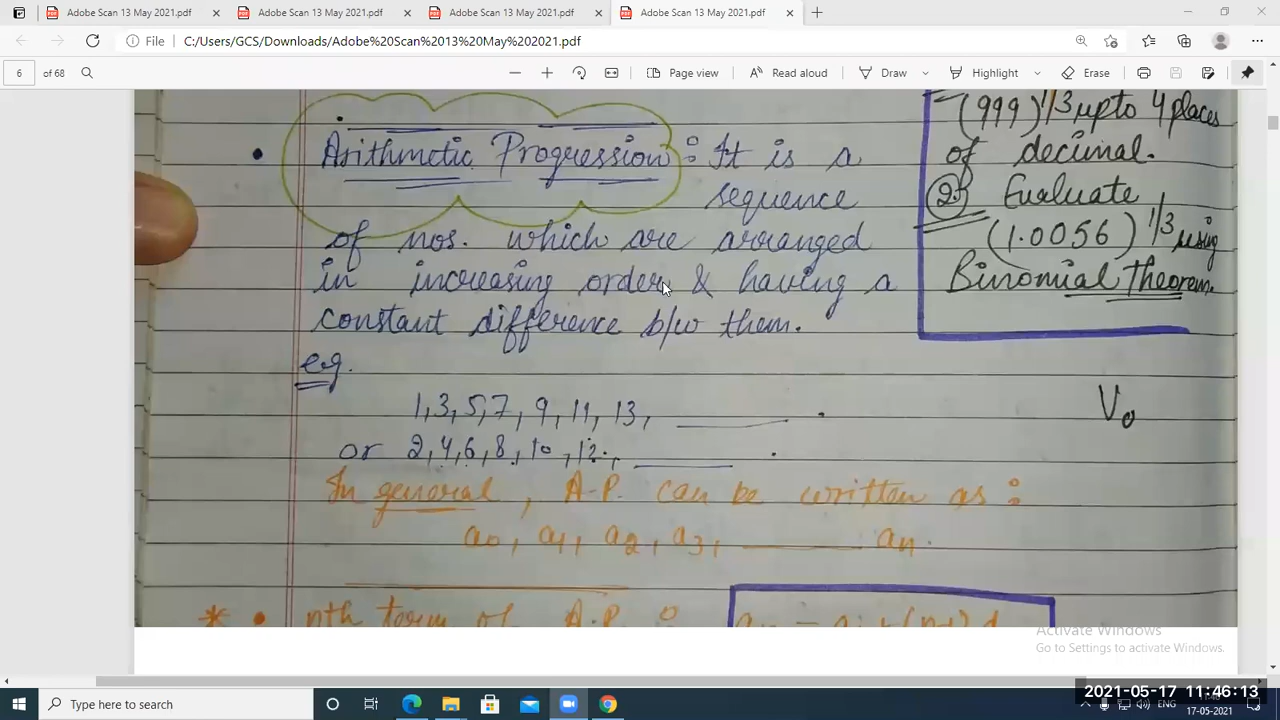 Adobe Scan 13 May 2021.pdf
Adobe Scan 13 May 2021.pdf
Adobe Scan 13 May 2021.pdf
Adobe Scan 13 May 2021.pdf
File C:/Users/GCS/Downloads/Adobe%20Scan%2013%20May%202021.pdf
6 of 68 Page view Read aloud Draw Highlight Erase
(999)1/3 upto 4 places
of decimal.
2. Evaluate
(1.0056)1/3 using
Binomial theorem.
• Arithmetic Progression : It is a
sequence
of nos. which are arranged
in increasing order & having a
constant difference b/w them.
eg.
1, 3, 5, 7, 9, 11, 13, ______ .
or 2, 4, 6, 8, 10, 12, ______ .
V0
In general, A.P. can be written as :
a0, a1, a2, a3, ______ an.
* • nth term of A.P. :
Activate Windows
Go to Settings to activate Windows.
2021-05-17 11:46:13
Type here to search
ENG
17-05-2021